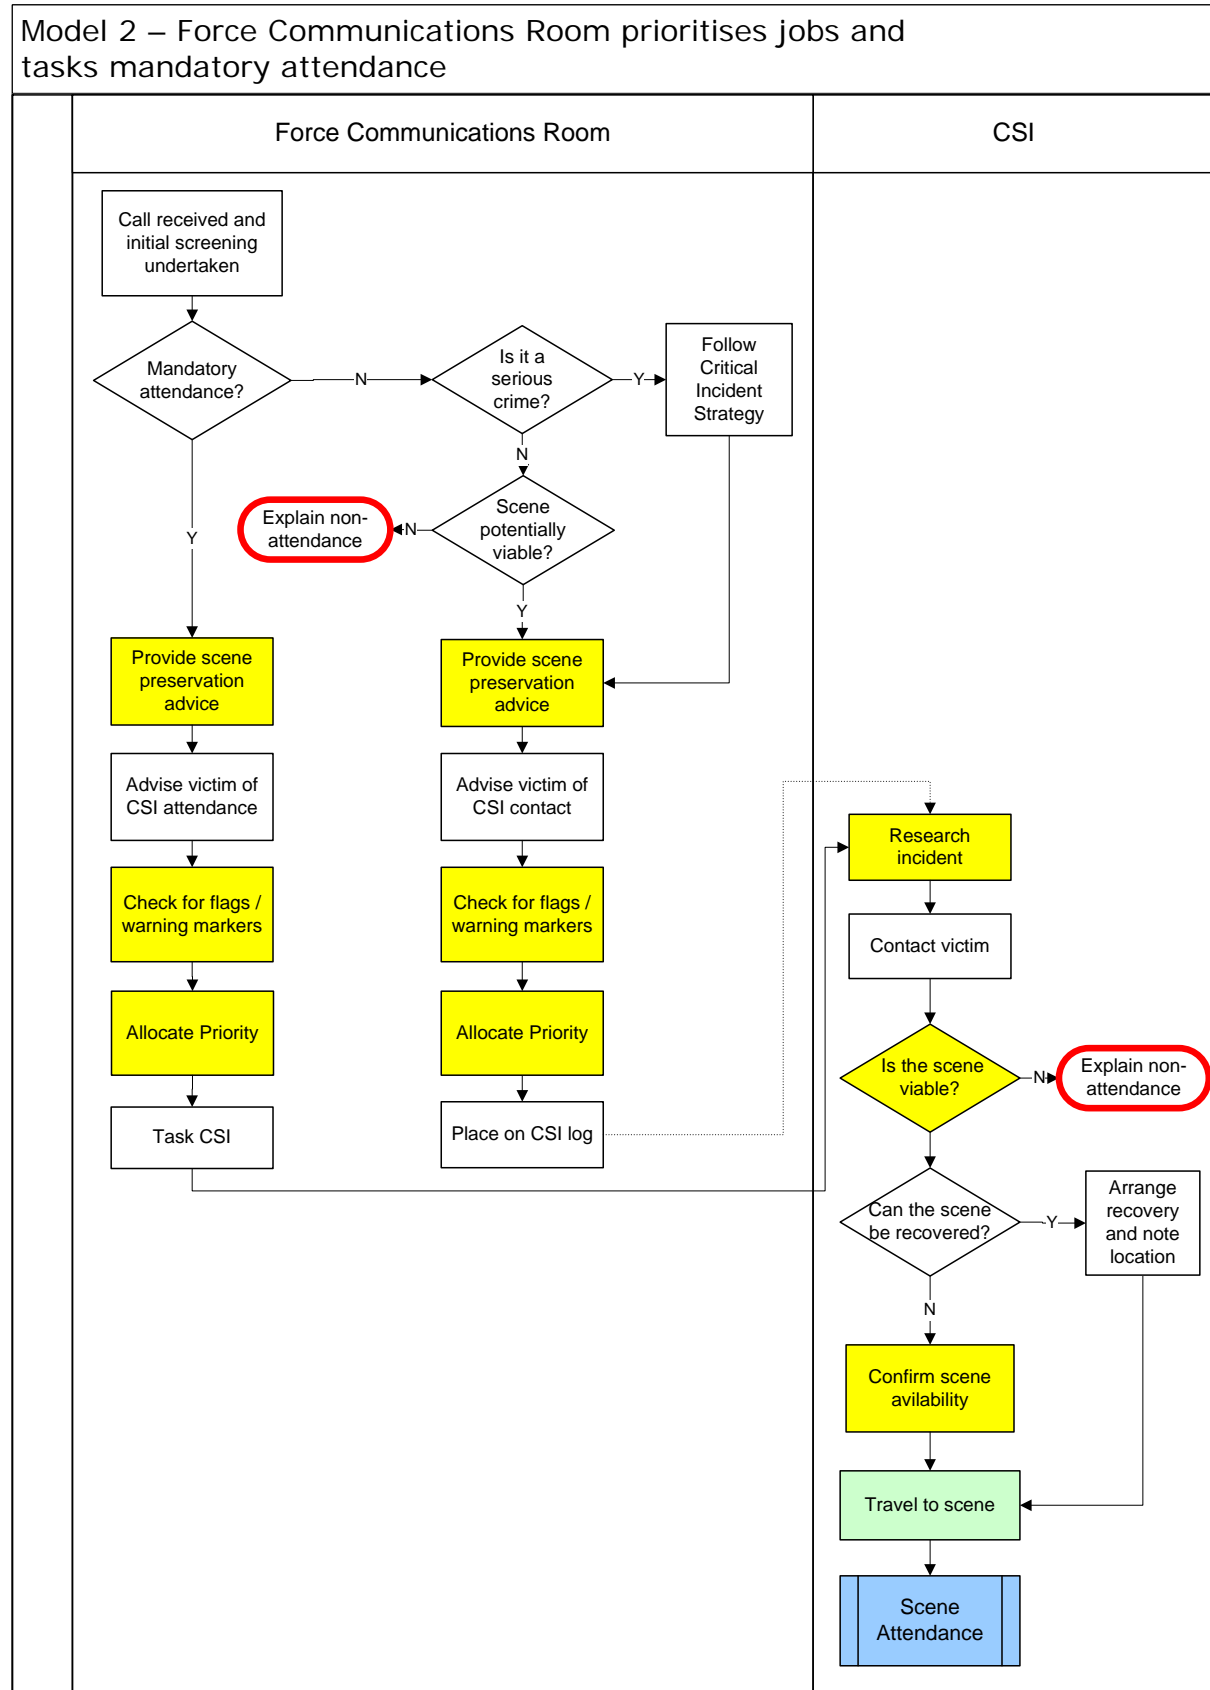 Model 2 – Force Communications Room prioritises jobs and
tasks mandatory attendance
Force Communications Room
CSI
Call received and
initial screening
undertaken
Mandatory
attendance?
N
Is it a
serious
crime?
Y
Follow
Critical
Incident
Strategy
N
Scene
potentially
viable?
N
Explain non-
attendance
Y
Y
Provide scene
preservation
advice
Provide scene
preservation
advice
Advise victim of
CSI attendance
Advise victim of
CSI contact
Check for flags /
warning markers
Check for flags /
warning markers
Allocate Priority
Allocate Priority
Task CSI
Place on CSI log
Research
incident
Contact victim
Is the scene
viable?
N
Explain non-
attendance
Can the scene
be recovered?
Y
Arrange
recovery
and note
location
N
Confirm scene
avilability
Travel to scene
Scene
Attendance